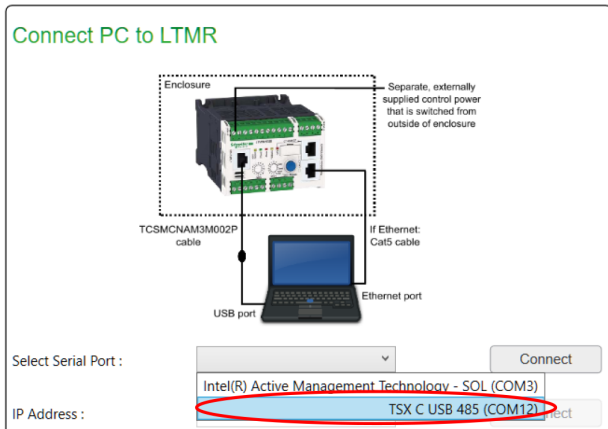 Connect PC to LTMR
Enclosure
Separate, externally
supplied control power
that is switched from
outside of enclosure
TCSMCNAM3M002P
cable
If Ethernet:
Cat5 cable
Ethernet port
USB port
Select Serial Port :
Connect
Intel(R) Active Management Technology - SOL (COM3)
TSX C USB 485 (COM12)
IP Address :